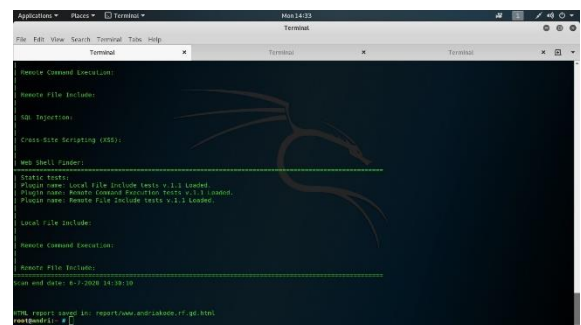 Applications Places Terminal Mon 14:33 1
Terminal
File Edit View Search Terminal Tabs Help
Terminal × Terminal × Terminal ×
| Remote Command Execution:
|
| Remote File Include:
|
| SQL Injection:
|
| Cross-Site Scripting (XSS):
|
| Web Shell Finder:
| Static tests:
| Plugin name: Local File Include tests v.1.1 Loaded.
| Plugin name: Remote Command Execution tests v.1.1 Loaded.
| Plugin name: Remote File Include tests v.1.1 Loaded.
|
| Local File Include:
|
| Remote Command Execution:
|
| Remote File Include:
Scan end date: 6-7-2020 14:30:10
HTML report saved in: report/www.andriakode.rf.gd.html
root@andri:~#